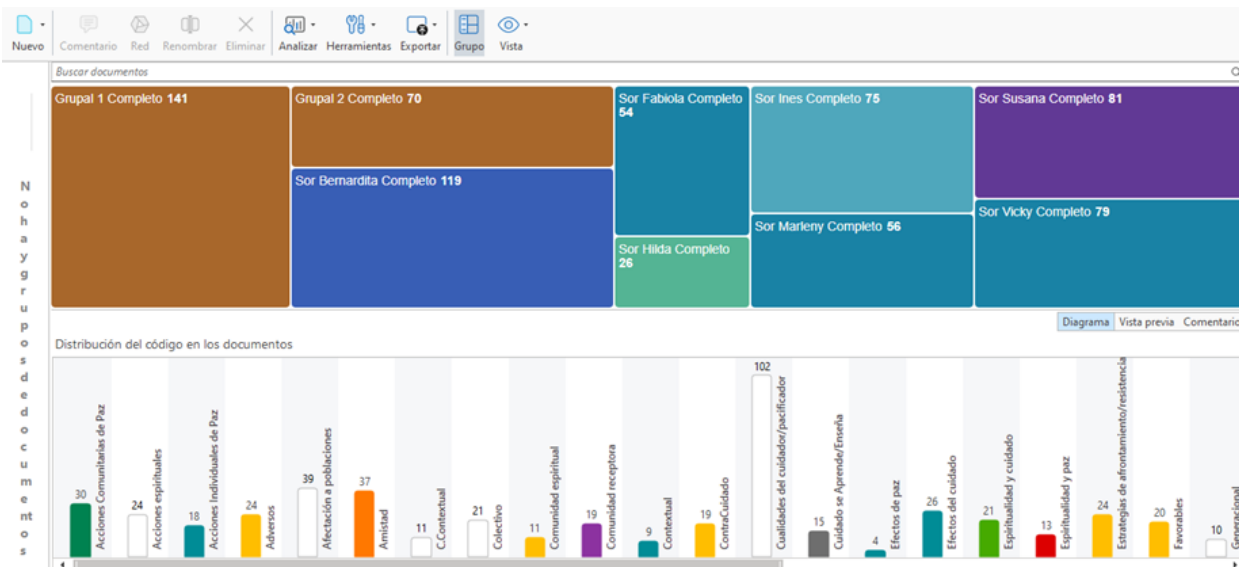 Nuevo
Comentario
Red
Renombrar
Eliminar
Analizar
Herramientas
Exportar
Grupo
Vista
Buscar documentos
No hay grupos de documentos
Grupal 1 Completo 141
Grupal 2 Completo 70
Sor Bernardita Completo 119
Sor Fabiola Completo
54
Sor Hilda Completo
26
Sor Ines Completo 75
Sor Marleny Completo 56
Sor Susana Completo 81
Sor Vicky Completo 79
Diagrama
Vista previa
Comentario
Distribución del código en los documentos
30
Acciones Comunitarias de Paz
24
Acciones espirituales
18
Acciones Individuales de Paz
24
Adversos
39
Afectación a poblaciones
37
Amistad
11
C.Contextual
21
Colectivo
11
Comunidad espiritual
19
Comunidad receptora
9
Contextual
19
ContraCuidado
102
Cualidades del cuidador/pacificador
15
Cuidado se Aprende/Enseña
4
Efectos de paz
26
Efectos del cuidado
21
Espiritualidad y cuidado
13
Espiritualidad y paz
24
Estrategias de afrontamiento/resistencia
20
Favorables
10
Generacional